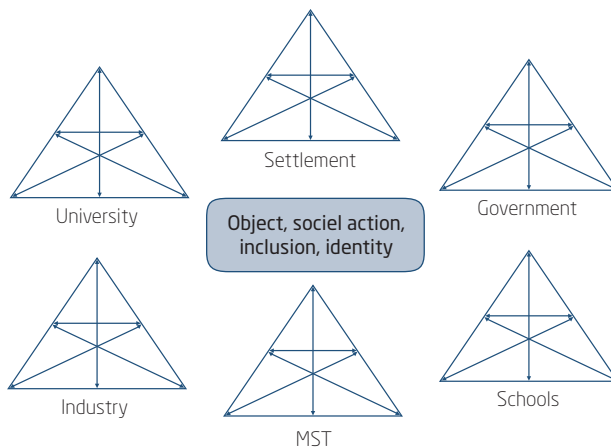 Settlement
University
Government
Object, sociel action,
inclusion, identity
Industry
MST
Schools